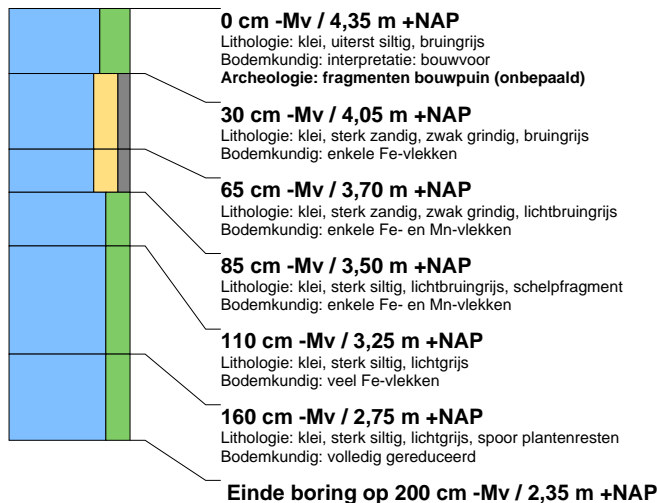 0 cm -Mv / 4,35 m +NAP
Lithologie: klei, uiterst siltig, bruingrijs
Bodemkundig: interpretatie: bouwvoor
Archeologie: fragmenten bouwpuin (onbepaald)
30 cm -Mv / 4,05 m +NAP
Lithologie: klei, sterk zandig, zwak grindig, bruingrijs
Bodemkundig: enkele Fe-vlekken
65 cm -Mv / 3,70 m +NAP
Lithologie: klei, sterk zandig, zwak grindig, lichtbruingrijs
Bodemkundig: enkele Fe- en Mn-vlekken
85 cm -Mv / 3,50 m +NAP
Lithologie: klei, sterk siltig, lichtbruingrijs, schelpfragment
Bodemkundig: enkele Fe- en Mn-vlekken
110 cm -Mv / 3,25 m +NAP
Lithologie: klei, sterk siltig, lichtgrijs
Bodemkundig: veel Fe-vlekken
160 cm -Mv / 2,75 m +NAP
Lithologie: klei, sterk siltig, lichtgrijs, spoor plantenresten
Bodemkundig: volledig gereduceerd
Einde boring op 200 cm -Mv / 2,35 m +NAP